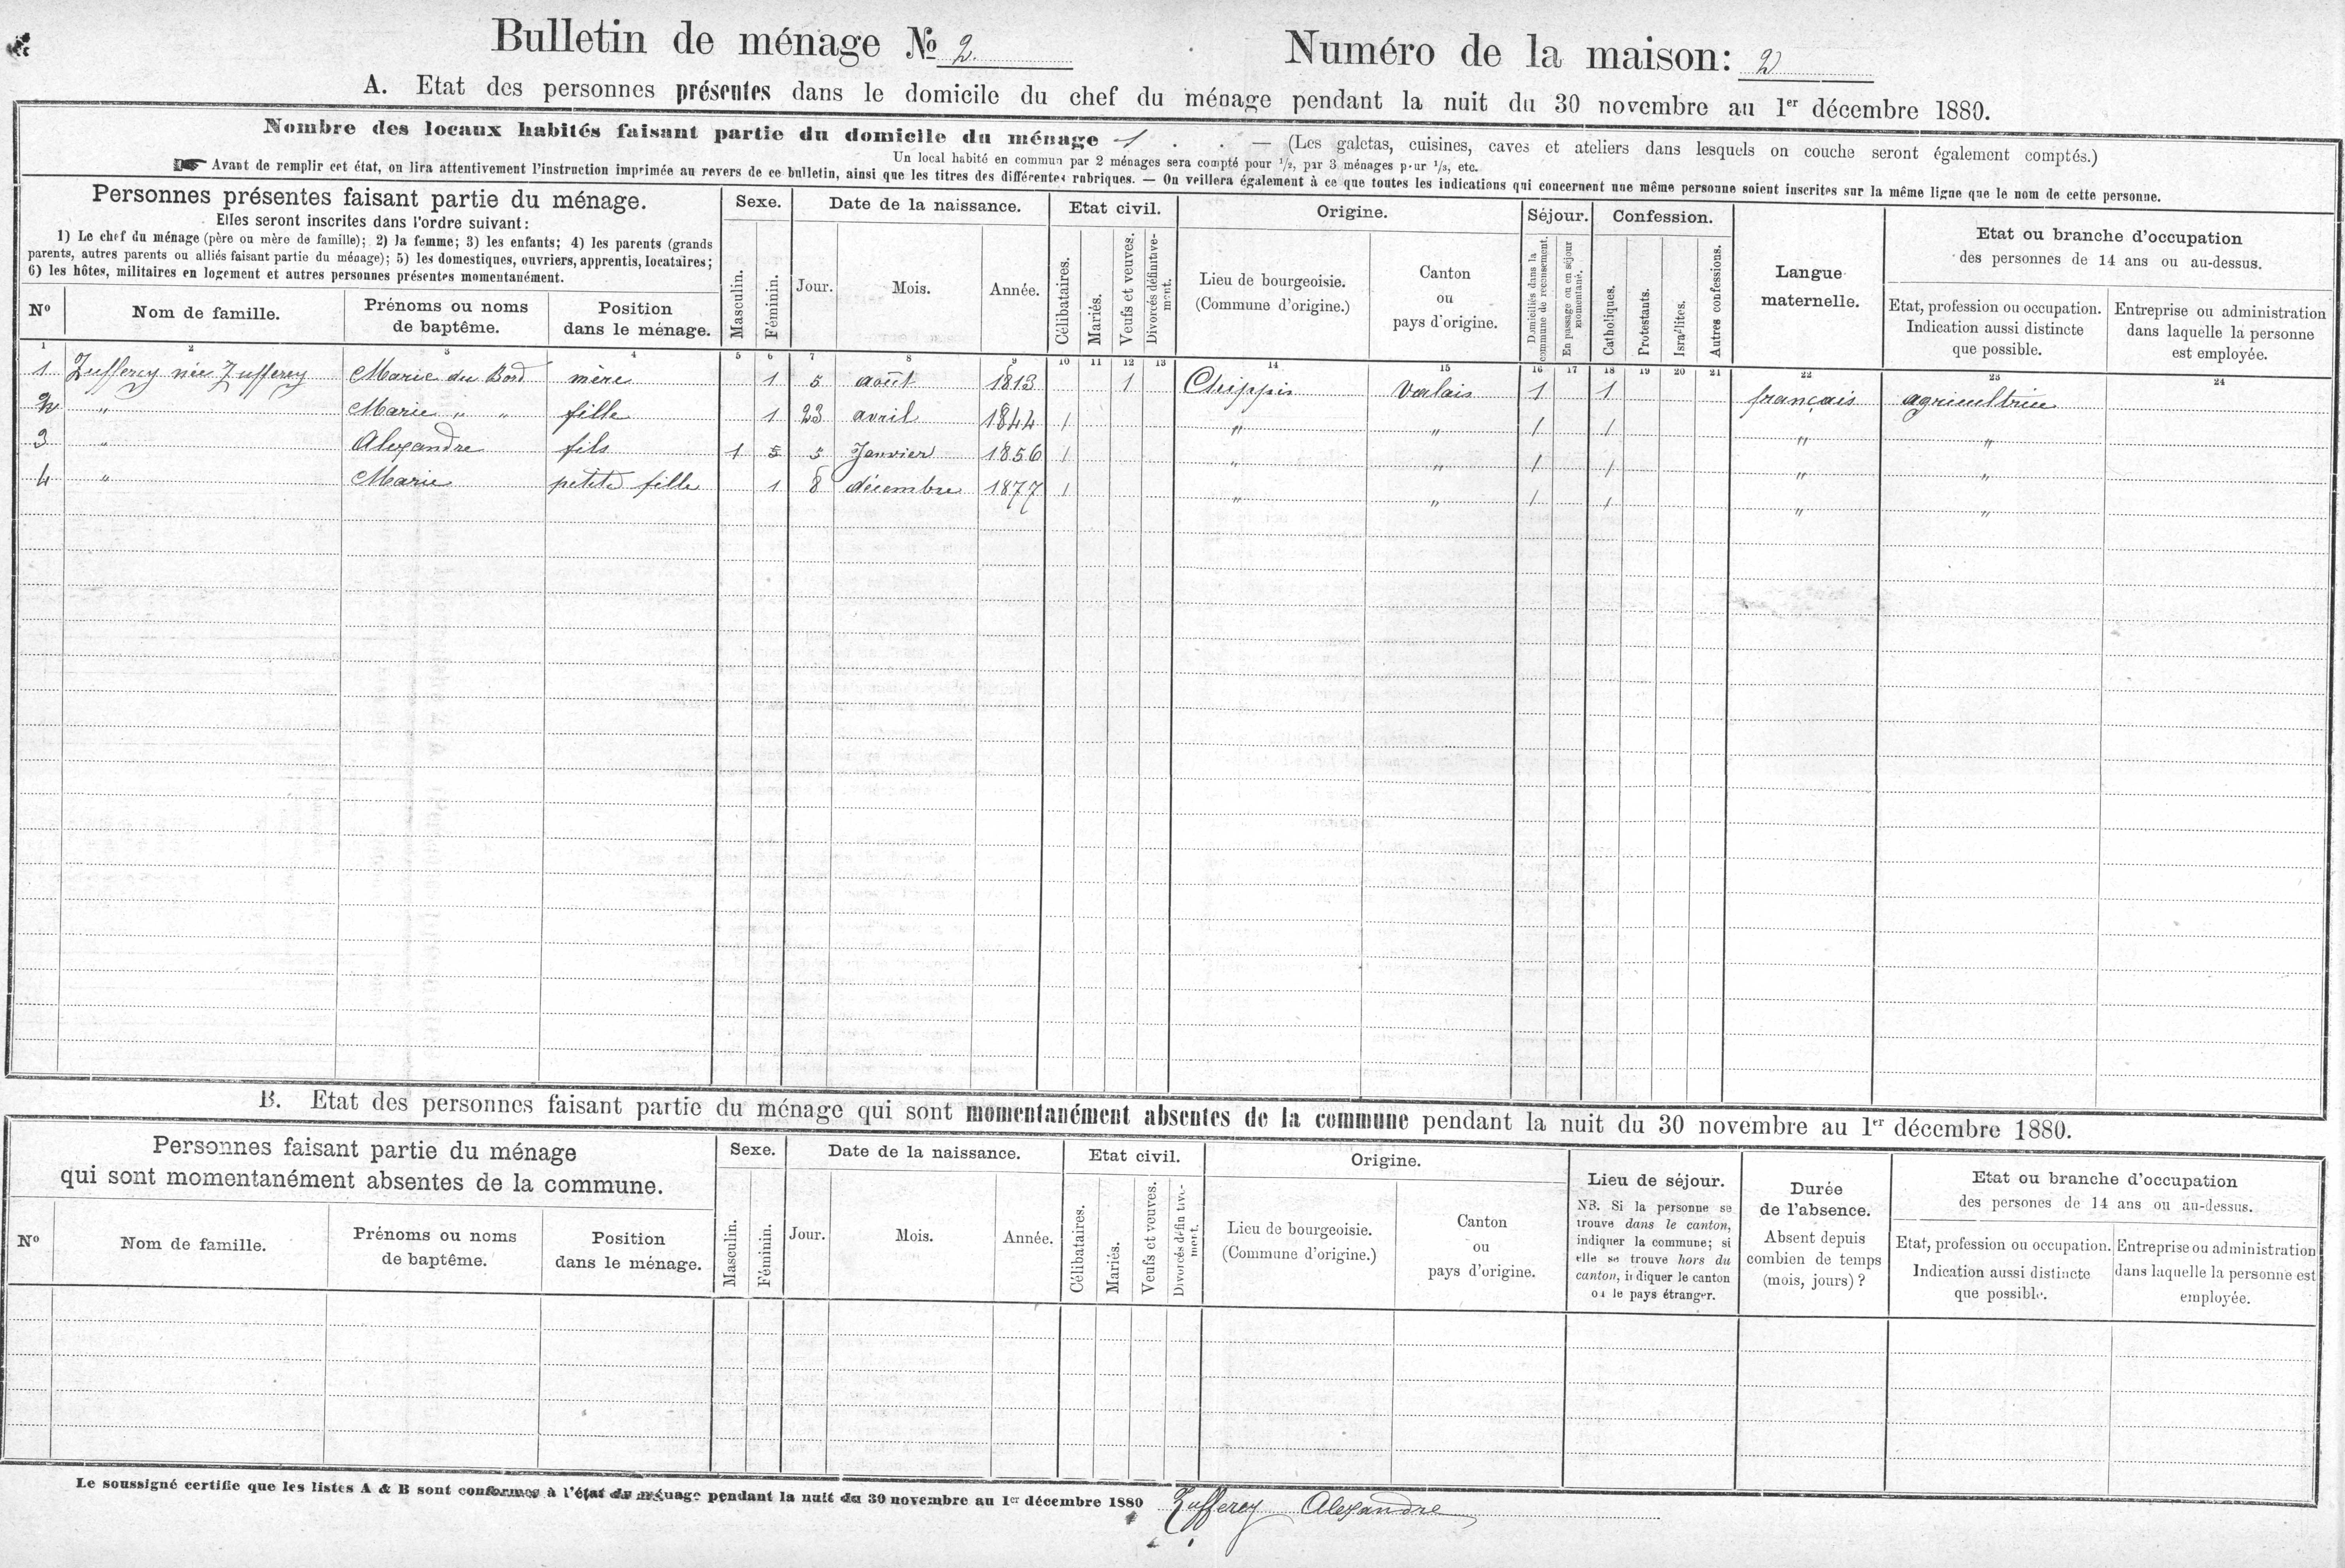 Bulletin de ménage No 2. Numéro de la maison: 2
A. Etat des personnes présentes dans le domicile du chef du ménage pendant la nuit du 30 novembre au 1er décembre 1880.
Nombre des locaux habités faisant partie du domicile du ménage 1 . . — (Les galetas, cuisines, caves et ateliers dans lesquels on couche seront également comptés.)
Un local habité en commun par 2 ménages sera compté pour 1/2, par 3 ménages pour 1/3, etc.
☛ Avant de remplir cet état, on lira attentivement l'instruction imprimée au revers de ce bulletin, ainsi que les titres des différentes rubriques. — On veillera également à ce que toutes les indications qui concernent une même personne soient inscrites sur la même ligne que le nom de cette personne.
Personnes présentes faisant partie du ménage.
Elles seront inscrites dans l'ordre suivant:
1) Le chef du ménage (père ou mère de famille); 2) la femme; 3) les enfants; 4) les parents (grands
parents, autres parents ou alliés faisant partie du ménage); 5) les domestiques, ouvriers, apprentis, locataires;
6) les hôtes, militaires en logement et autres personnes présentes momentanément.
No
Nom de famille.
Prénoms ou noms
de baptême.
Position
dans le ménage.
Sexe.
Masculin.
Féminin.
Date de la naissance.
Jour.
Mois.
Année.
Etat civil.
Célibataires.
Mariés.
Veufs et veuves.
Divorcés définitive-
ment.
Origine.
Lieu de bourgeoisie.
(Commune d'origine.)
Canton
ou
pays d'origine.
Séjour.
Domiciliés dans la
commune de recensement.
En passage ou en séjour
momentané.
Confession.
Catholiques.
Protestants.
Israélites.
Autres confessions.
Langue
maternelle.
Etat ou branche d'occupation
des personnes de 14 ans ou au-dessus.
Etat, profession ou occupation.
Indication aussi distincte
que possible.
Entreprise ou administration
dans laquelle la personne
est employée.
1 2 3 4 5 6 7 8 9 10 11 12 13 14 15 16 17 18 19 20 21 22 23 24
1 Zufferey née Zufferey Marie du Bord mère 1 5 août 1813 1 Chippis Valais 1 1 français agricultrice
2 " Marie " " fille 1 23 avril 1844 1 " " 1 1 " "
3 " Alexandre fils 1 5 5 Janvier 1856 1 " " 1 1 " "
4 " Marie petite fille 1 8 décembre 1877 1 " " 1 1 " "
B. Etat des personnes faisant partie du ménage qui sont momentanément absentes de la commune pendant la nuit du 30 novembre au 1er décembre 1880.
Personnes faisant partie du ménage
qui sont momentanément absentes de la commune.
No
Nom de famille.
Prénoms ou noms
de baptême.
Position
dans le ménage.
Sexe.
Masculin.
Féminin.
Date de la naissance.
Jour.
Mois.
Année.
Etat civil.
Célibataires.
Mariés.
Veufs et veuves.
Divorcés définitive-
ment.
Origine.
Lieu de bourgeoisie.
(Commune d'origine.)
Canton
ou
pays d'origine.
Lieu de séjour.
NB. Si la personne se
trouve dans le canton,
indiquer la commune; si
elle se trouve hors du
canton, indiquer le canton
ou le pays étranger.
Durée
de l'absence.
Absent depuis
combien de temps
(mois, jours)?
Etat ou branche d'occupation
des persones de 14 ans ou au-dessus.
Etat, profession ou occupation.
Indication aussi distincte
que possible.
Entreprise ou administration
dans laquelle la personne est
employée.
Le soussigné certifie que les listes A & B sont conformes à l'état du ménage pendant la nuit du 30 novembre au 1er décembre 1880 Zufferey Alexandre